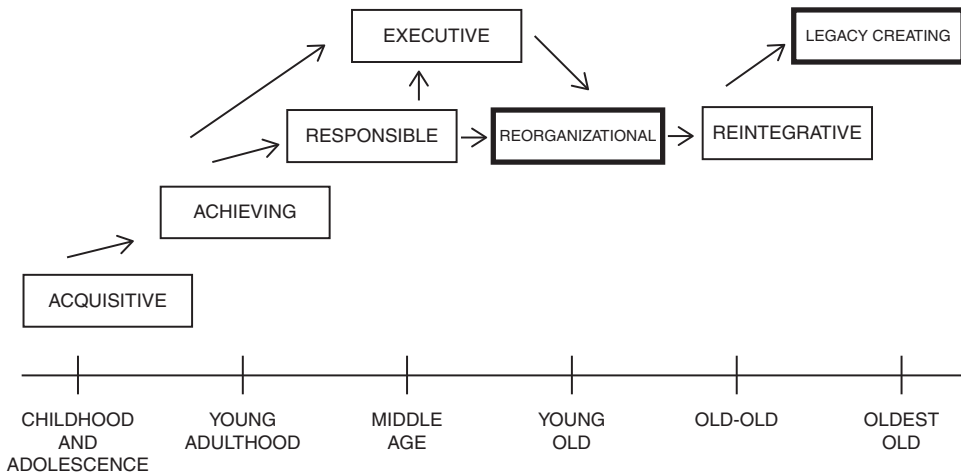 EXECUTIVE
LEGACY CREATING
RESPONSIBLE
REORGANIZATIONAL
REINTEGRATIVE
ACHIEVING
ACQUISITIVE
CHILDHOOD
AND
ADOLESCENCE
YOUNG
ADULTHOOD
MIDDLE
AGE
YOUNG
OLD
OLD-OLD
OLDEST
OLD